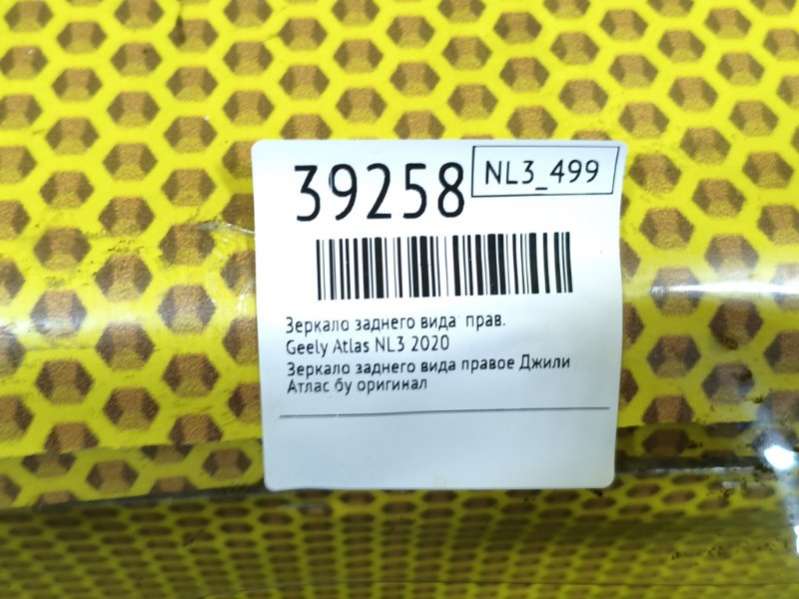 39258 NL3_499
Зеркало заднего вида прав.
Geely Atlas NL3 2020
Зеркало заднего вида правое Джили
Атлас бу оригинал